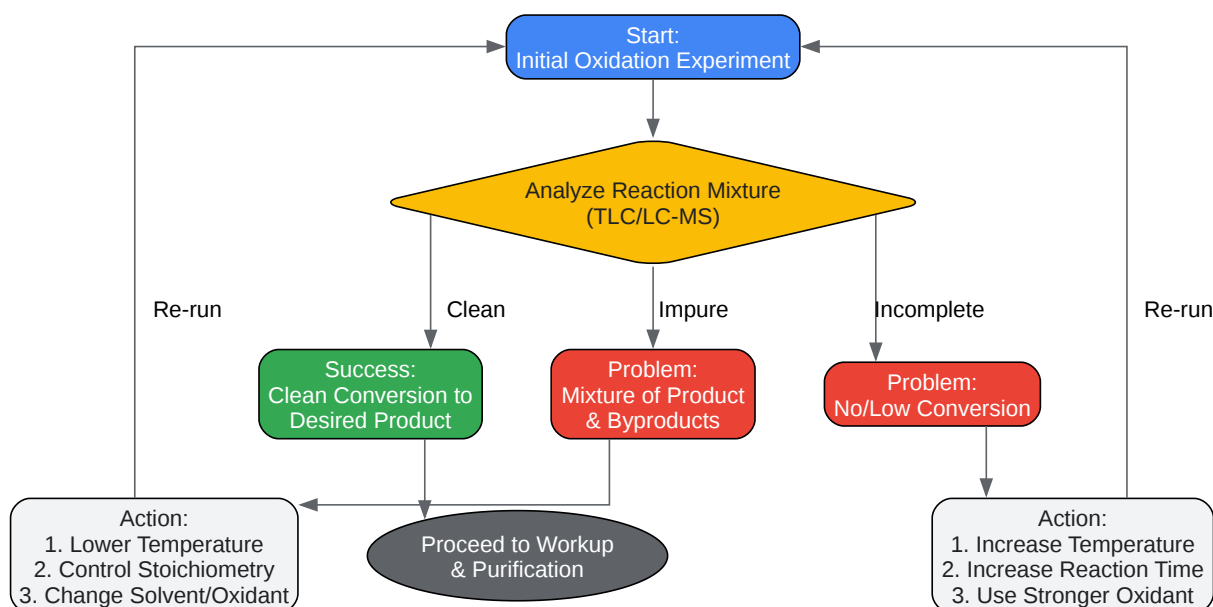 Start:
Initial Oxidation Experiment
Analyze Reaction Mixture
(TLC/LC-MS)
Re-run
Clean
Impure
Incomplete
Re-run
Success:
Clean Conversion to
Desired Product
Problem:
Mixture of Product
& Byproducts
Problem:
No/Low Conversion
Action:
1. Lower Temperature
2. Control Stoichiometry
3. Change Solvent/Oxidant
Proceed to Workup
& Purification
Action:
1. Increase Temperature
2. Increase Reaction Time
3. Use Stronger Oxidant